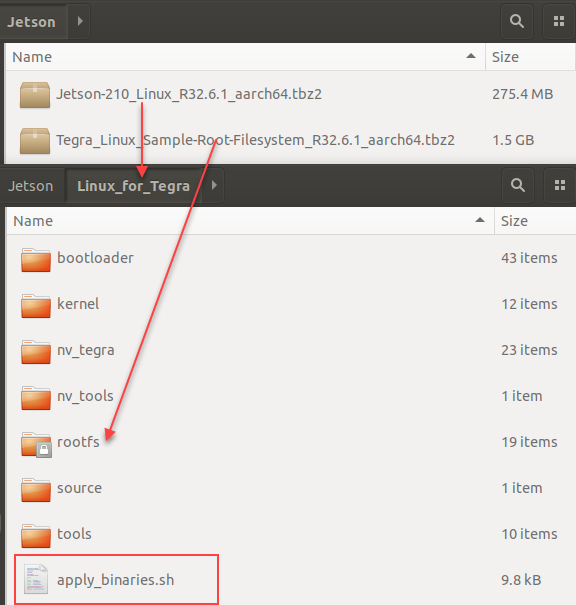 Jetson
Name Size
Jetson-210_Linux_R32.6.1_aarch64.tbz2 275.4 MB
Tegra_Linux_Sample-Root-Filesystem_R32.6.1_aarch64.tbz2 1.5 GB
Jetson Linux_for_Tegra
Name Size
bootloader 43 items
kernel 12 items
nv_tegra 23 items
nv_tools 1 item
rootfs 19 items
source 1 item
tools 10 items
apply_binaries.sh 9.8 kB